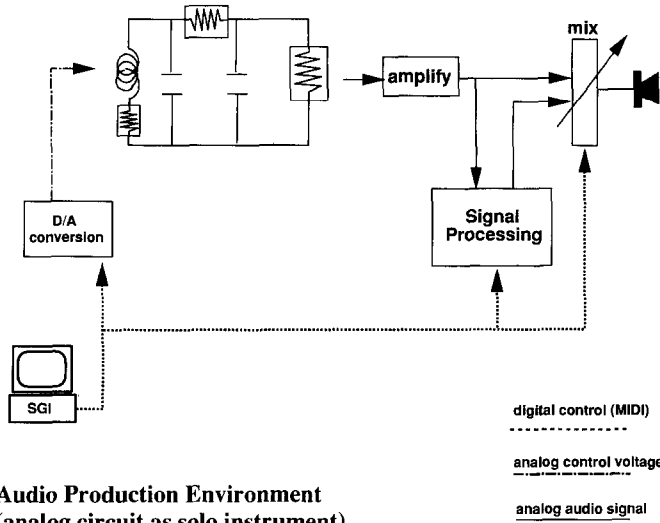 mix
amplify
Signal
Processing
D/A
conversion
SGI
digital control (MIDI)
analog control voltage
analog audio signal
Audio Production Environment
(analog circuit as solo instrument)